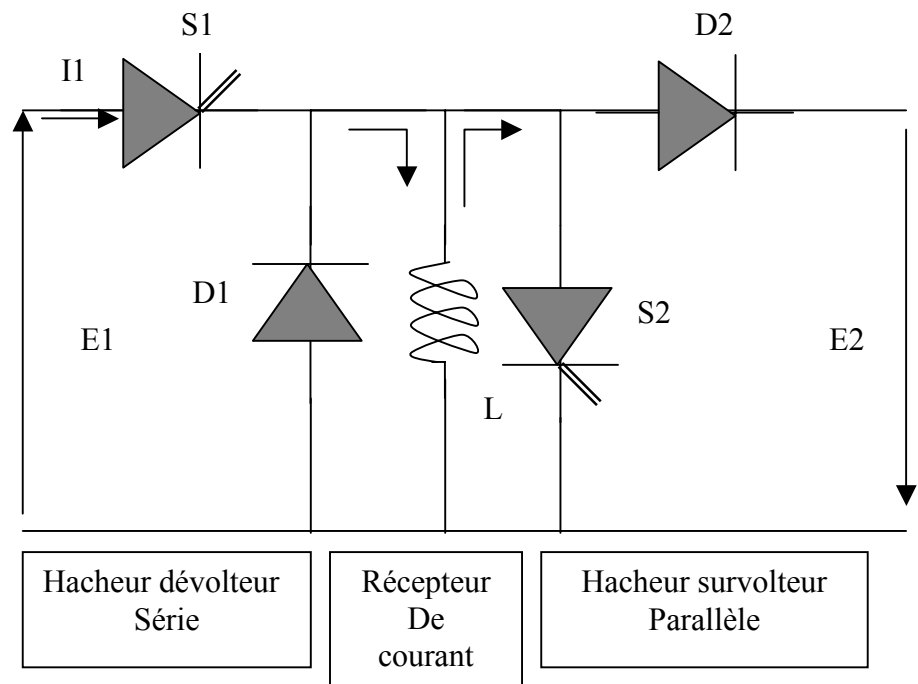 S1
D2
I1
D1
S2
E1
E2
L
Hacheur dévolteur
Série
Récepteur
De
courant
Hacheur survolteur
Parallèle